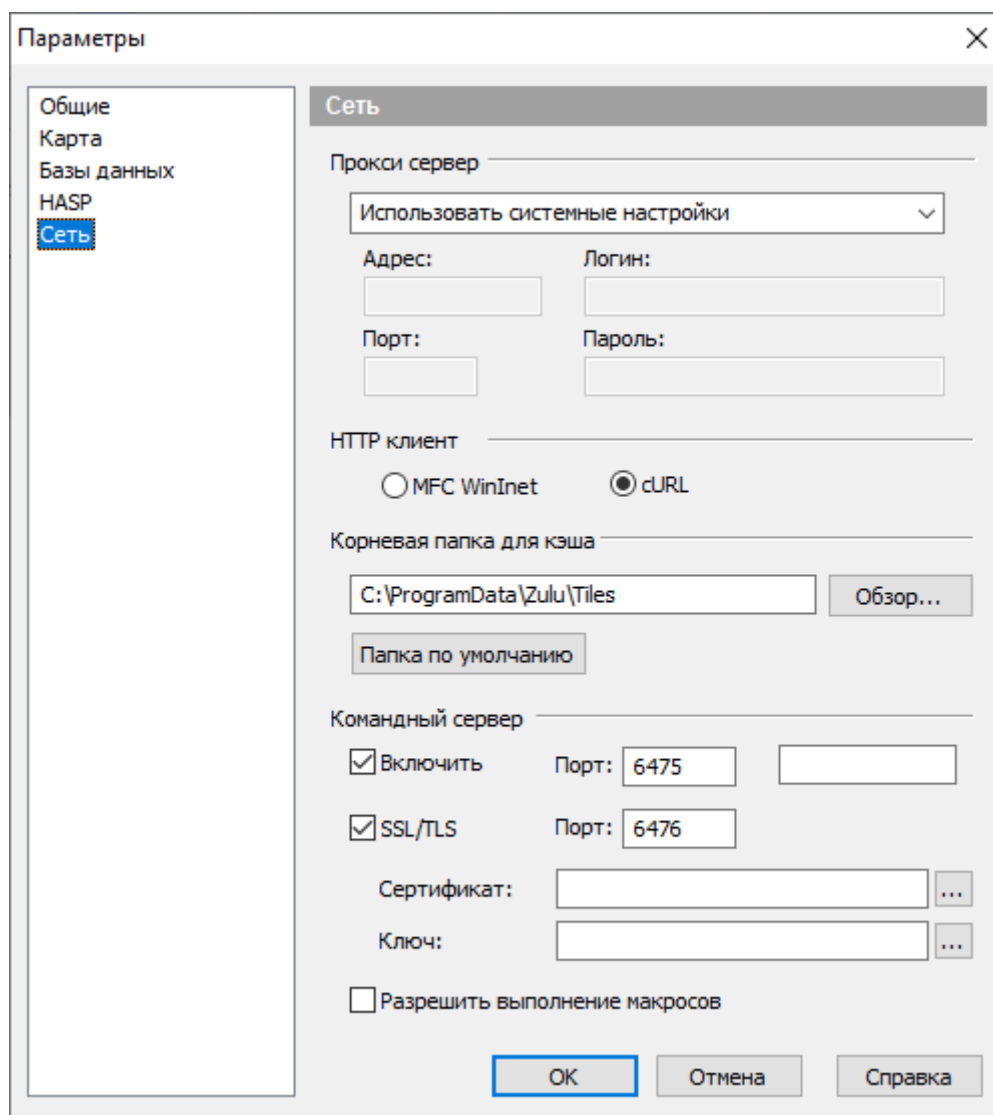 Параметры
Общие
Карта
Базы данных
HASP
Сеть
Сеть
Прокси сервер
Использовать системные настройки
Адрес: Логин:
Порт: Пароль:
HTTP клиент
MFC WinInet cURL
Корневая папка для кэша
C:\ProgramData\Zulu\Tiles Обзор...
Папка по умолчанию
Командный сервер
Включить Порт: 6475
SSL/TLS Порт: 6476
Сертификат: ...
Ключ: ...
Разрешить выполнение макросов
OK Отмена Справка